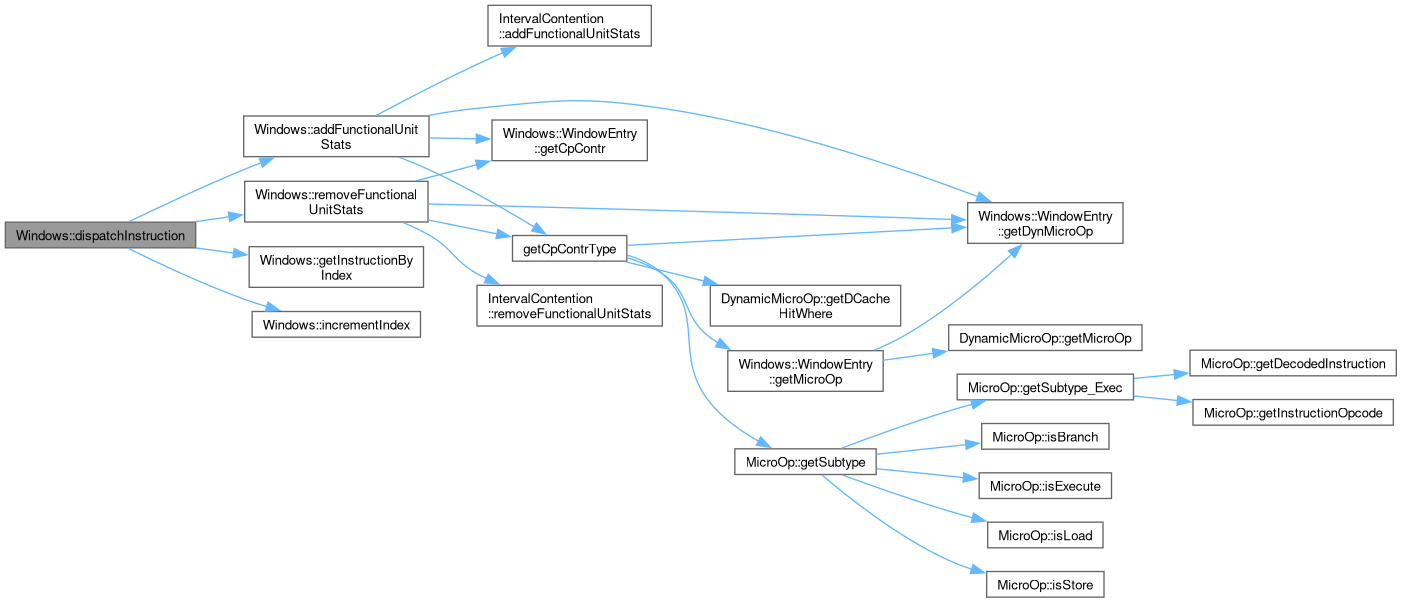 IntervalContention
::addFunctionalUnitStats
Windows::addFunctionalUnit
Stats
Windows::WindowEntry
::getCpContr
Windows::removeFunctional
UnitStats
Windows::WindowEntry
::getDynMicroOp
Windows::dispatchInstruction
getCpContrType
Windows::getInstructionBy
Index
IntervalContention
::removeFunctionalUnitStats
DynamicMicroOp::getDCache
HitWhere
Windows::incrementIndex
DynamicMicroOp::getMicroOp
Windows::WindowEntry
::getMicroOp
MicroOp::getDecodedInstruction
MicroOp::getSubtype_Exec
MicroOp::getInstructionOpcode
MicroOp::isBranch
MicroOp::getSubtype
MicroOp::isExecute
MicroOp::isLoad
MicroOp::isStore